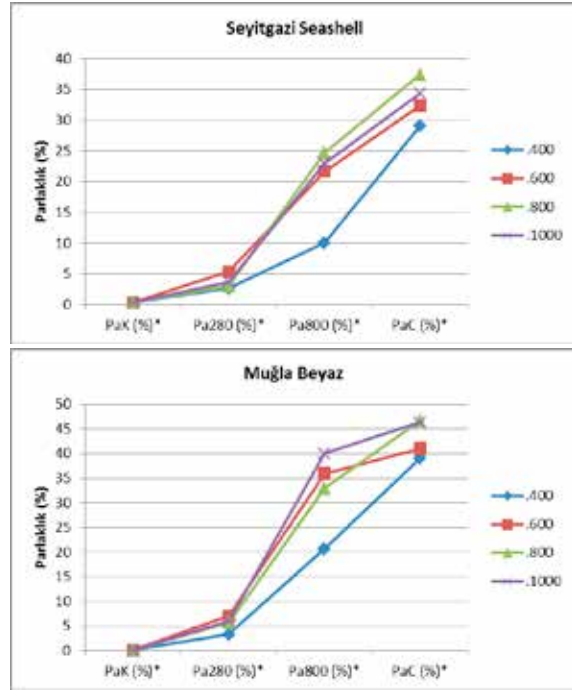 Seyitgazi Seashell
Parlaklık (%)
40
35
30
25
20
15
10
5
0
PaK (%)*
Pa280 (%)*
Pa800 (%)*
PaC (%)*
.400
.600
.800
.1000
Muğla Beyaz
Parlaklık (%)
50
45
40
35
30
25
20
15
10
5
0
PaK (%)*
Pa280 (%)*
Pa800 (%)*
PaC (%)*
.400
.600
.800
.1000